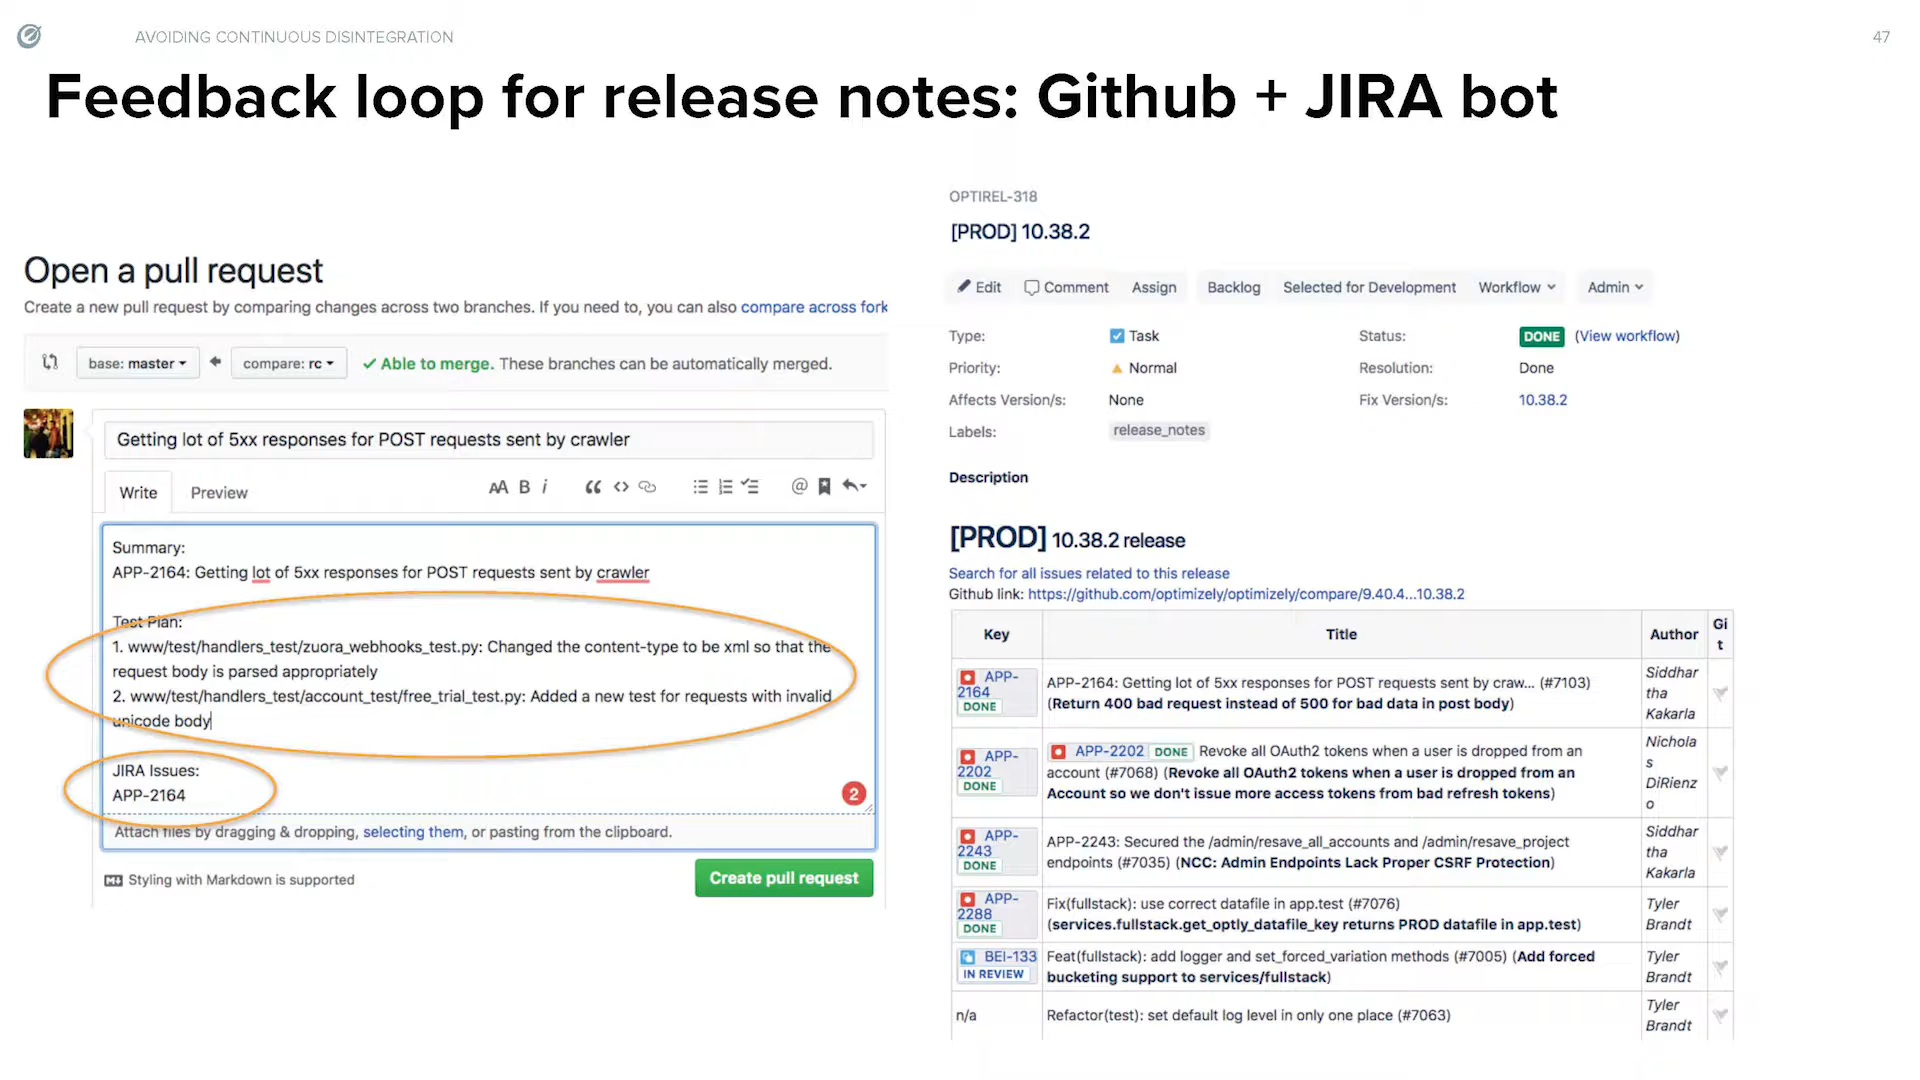 AVOIDING CONTINUOUS DISINTEGRATION
47
Feedback loop for release notes: Github + JIRA bot
Open a pull request
Create a new pull request by comparing changes across two branches. If you need to, you can also compare across fork
base: master
compare: rc
Able to merge. These branches can be automatically merged.
Getting lot of 5xx responses for POST requests sent by crawler
Write
Preview
AA B i
Summary:
APP-2164: Getting lot of 5xx responses for POST requests sent by crawler
Test Plan:
1. www/test/handlers_test/zuora_webhooks_test.py: Changed the content-type to be xml so that the
request body is parsed appropriately
2. www/test/handlers_test/account_test/free_trial_test.py: Added a new test for requests with invalid
unicode body
JIRA Issues:
APP-2164
2
Attach files by dragging & dropping, selecting them, or pasting from the clipboard.
Styling with Markdown is supported
Create pull request
OPTIREL-318
[PROD] 10.38.2
Edit
Comment
Assign
Backlog
Selected for Development
Workflow
Admin
Type:
Task
Status:
DONE (View workflow)
Priority:
Normal
Resolution:
Done
Affects Version/s:
None
Fix Version/s:
10.38.2
Labels:
release_notes
Description
[PROD] 10.38.2 release
Search for all issues related to this release
Github link: https://github.com/optimizely/optimizely/compare/9.40.4...10.38.2
Key
Title
Author
Gi
t
APP-
2164
DONE
APP-2164: Getting lot of 5xx responses for POST requests sent by craw... (#7103)
(Return 400 bad request instead of 500 for bad data in post body)
Siddhar
tha
Kakarla
APP-
2202
DONE
APP-2202 DONE Revoke all OAuth2 tokens when a user is dropped from an
account (#7068) (Revoke all OAuth2 tokens when a user is dropped from an
Account so we don't issue more access tokens from bad refresh tokens)
Nichola
s
DiRienz
o
APP-
2243
DONE
APP-2243: Secured the /admin/resave_all_accounts and /admin/resave_project
endpoints (#7035) (NCC: Admin Endpoints Lack Proper CSRF Protection)
Siddhar
tha
Kakarla
APP-
2288
DONE
Fix(fullstack): use correct datafile in app.test (#7076)
(services.fullstack.get_optly_datafile_key returns PROD datafile in app.test)
Tyler
Brandt
BEI-133
IN REVIEW
Feat(fullstack): add logger and set_forced_variation methods (#7005) (Add forced
bucketing support to services/fullstack)
Tyler
Brandt
n/a
Refactor(test): set default log level in only one place (#7063)
Tyler
Brandt